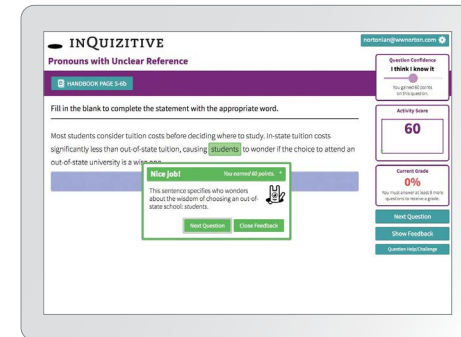 INQUIZITIVE
nortonian@wwnorton.com
Pronouns with Unclear Reference
HANDBOOK PAGE S-6b
Fill in the blank to complete the statement with the appropriate word.
Most students consider tuition costs before deciding where to study. In-state tuition costs
significantly less than out-of-state tuition, causing students to wonder if the choice to attend an
out-of-state university is a wise one.
Nice job!
You earned 60 points.
This sentence specifies who wonders
about the wisdom of choosing an out-of-
state school: students.
Next Question
Close Feedback
Question Confidence
I think I know it
You gained 60 points
on this question.
Activity Score
60
Current Grade
0%
You must answer at least 9 more
questions to receive a grade.
Next Question
Show Feedback
Question Help/Challenge